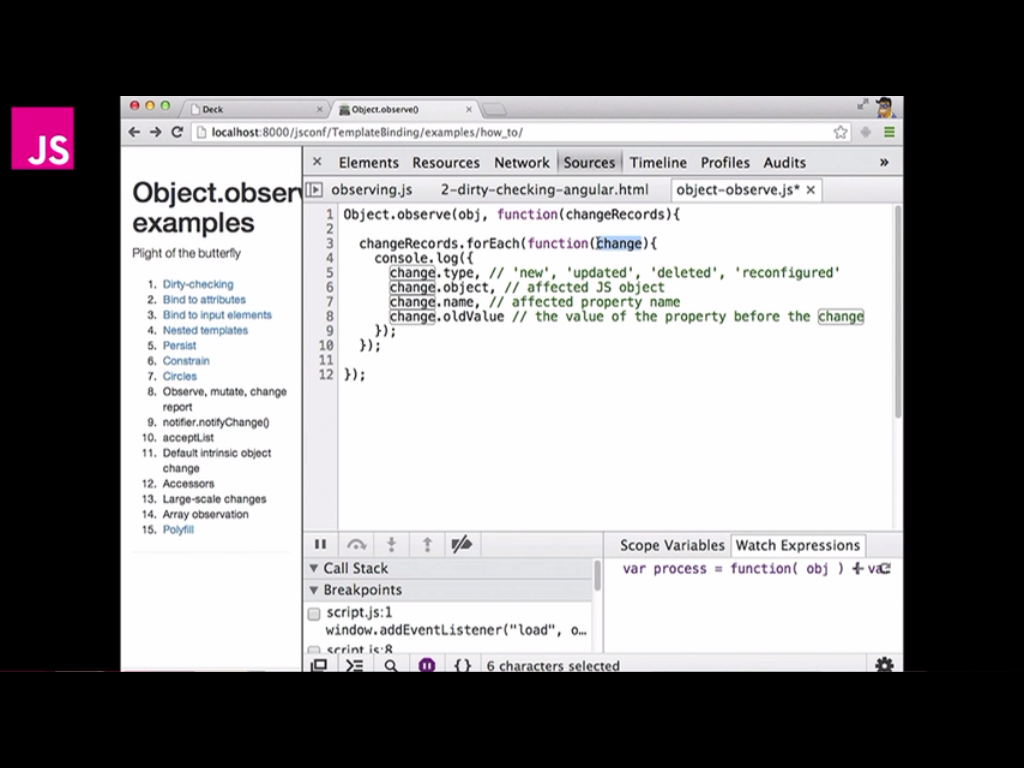 JS
Deck
Object.observe()
localhost:8000/jsconf/TemplateBinding/examples/how_to/
Object.observ
examples
Plight of the butterfly
1. Dirty-checking
2. Bind to attributes
3. Bind to input elements
4. Nested templates
5. Persist
6. Constrain
7. Circles
8. Observe, mutate, change
report
9. notifier.notifyChange()
10. acceptList
11. Default intrinsic object
change
12. Accessors
13. Large-scale changes
14. Array observation
15. Polyfill
× Elements Resources Network Sources Timeline Profiles Audits »
observing.js 2-dirty-checking-angular.html object-observe.js* ×
1 Object.observe(obj, function(changeRecords){
2
3 changeRecords.forEach(function(change){
4 console.log({
5 change.type, // 'new', 'updated', 'deleted', 'reconfigured'
6 change.object, // affected JS object
7 change.name, // affected property name
8 change.oldValue // the value of the property before the change
9 });
10 });
11
12 });
Scope Variables Watch Expressions
var process = function( obj ) {
Call Stack
Breakpoints
script.js:1
window.addEventListener("load", o…
script.js:8
{ } 6 characters selected